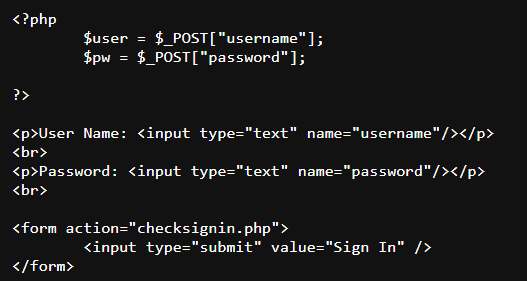 <?php
        $user = $_POST["username"];
        $pw = $_POST["password"];

?>

<p>User Name: <input type="text" name="username"/></p>
<br>
<p>Password: <input type="text" name="password"/></p>
<br>

<form action="checksignin.php">
        <input type="submit" value="Sign In" />
</form>